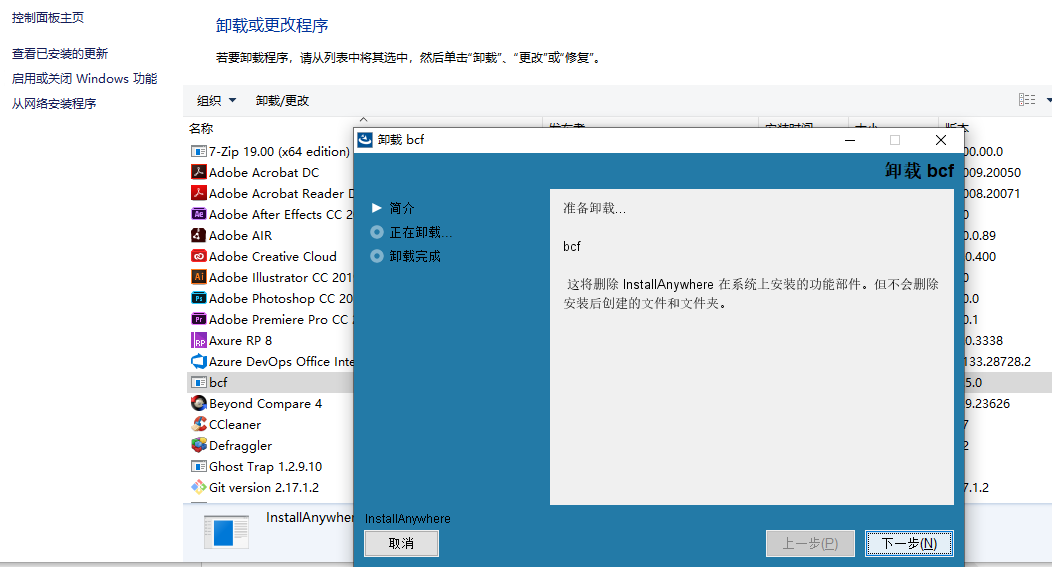 控制面板主页
查看已安装的更新
启用或关闭 Windows 功能
从网络安装程序
卸载或更改程序
若要卸载程序，请从列表中将其选中，然后单击“卸载”、“更改”或“修复”。
组织 卸载/更改
名称
7-Zip 19.00 (x64 edition) 00.00.0
Adobe Acrobat DC 009.20050
Adobe Acrobat Reader 008.20071
Adobe After Effects CC 2 0
Adobe AIR 0.0.89
Adobe Creative Cloud 0.400
Adobe Illustrator CC 201 0
Adobe Photoshop CC 20 0.0
Adobe Premiere Pro CC 0.1
Axure RP 8 0.3338
Azure DevOps Office Inte 133.28728.2
bcf 5.0
Beyond Compare 4 9.23626
CCleaner 7
Defraggler 2
Ghost Trap 1.2.9.10
Git version 2.17.1.2 7.1.2
InstallAnywher
卸载 bcf
卸载 bcf
简介
正在卸载...
卸载完成
准备卸载...
bcf
这将删除 InstallAnywhere 在系统上安装的功能部件。但不会删除
安装后创建的文件和文件夹。
InstallAnywhere
取消 上一步(P) 下一步(N)